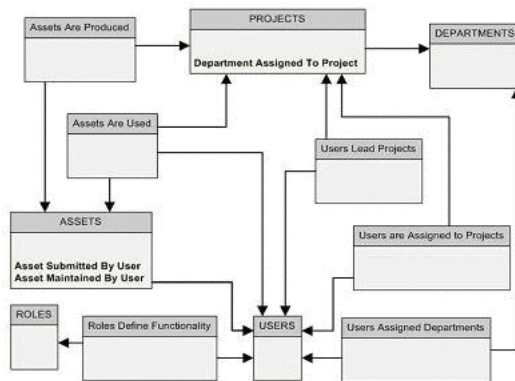 PROJECTS
Assets Are Produced
DEPARTMENTS
Department Assigned To Project
Assets Are Used
Users Lead Projects
ASSETS
Users are Assigned to Projects
Asset Submitted By User
Asset Maintained By User
ROLES
Roles Define Functionality
USERS
Users Assigned Departments